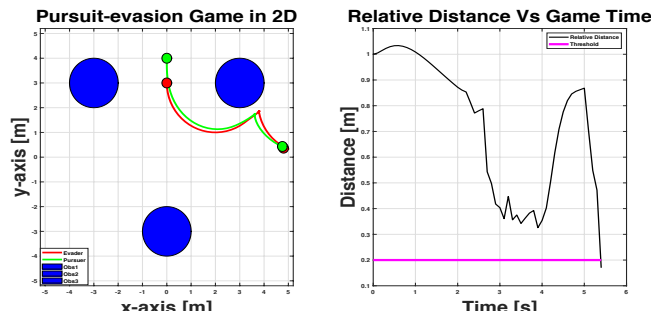 Pursuit-evasion Game in 2D
5
4
3
2
1
0
-1
-2
-3
-4
-5
y-axis [m]
Evader
Pursuer
Obs1
Obs2
Obs3
-5 -4 -3 -2 -1 0 1 2 3 4 5
x-axis [m]
Relative Distance Vs Game Time
1.1
1
0.9
0.8
0.7
0.6
0.5
0.4
0.3
0.2
0.1
Distance [m]
Relative Distance
Threshold
0 1 2 3 4 5 6
Time [s]